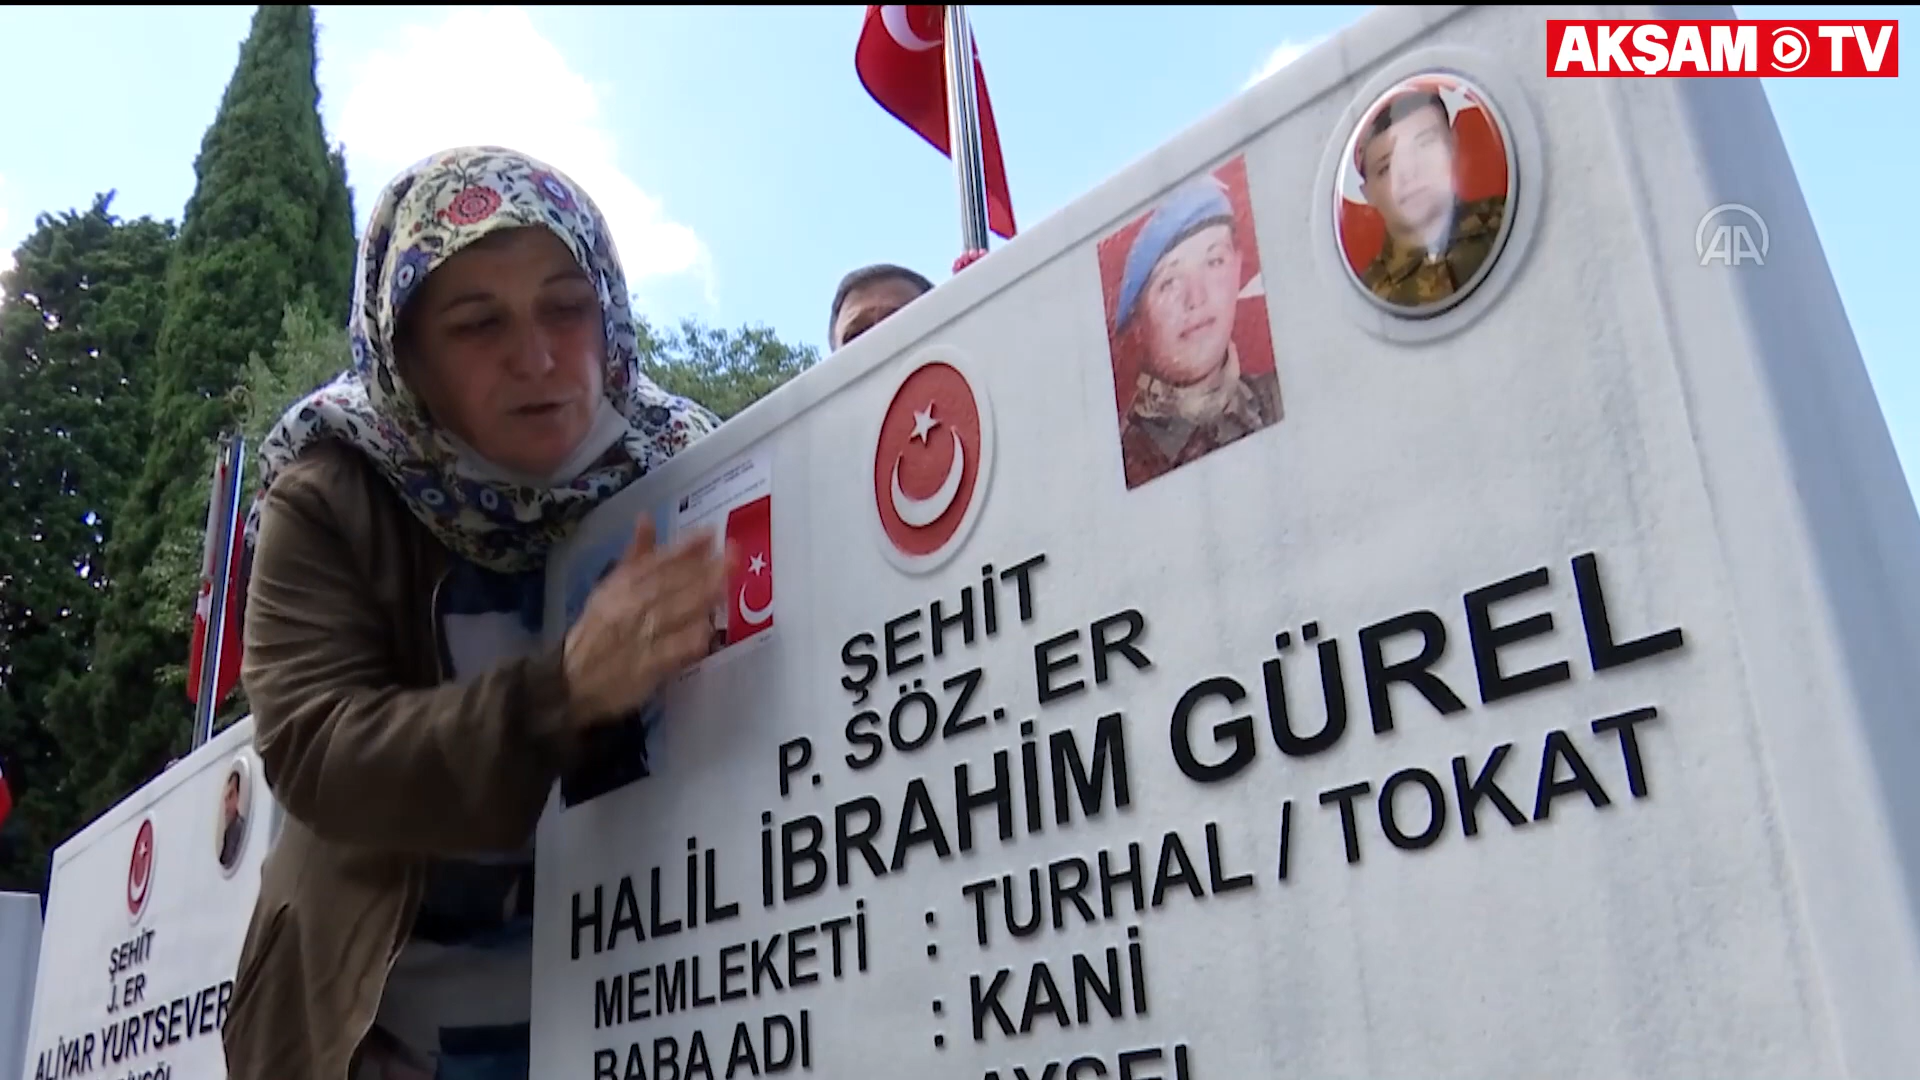 AKŞAM TV
AA
ŞEHİT
P. SÖZ. ER
HALİL İBRAHİM GÜREL
MEMLEKETİ : TURHAL / TOKAT
BABA ADI : KANİ
AYSEL
ŞEHİT
J. ER
ALİYAR YURTSEVER